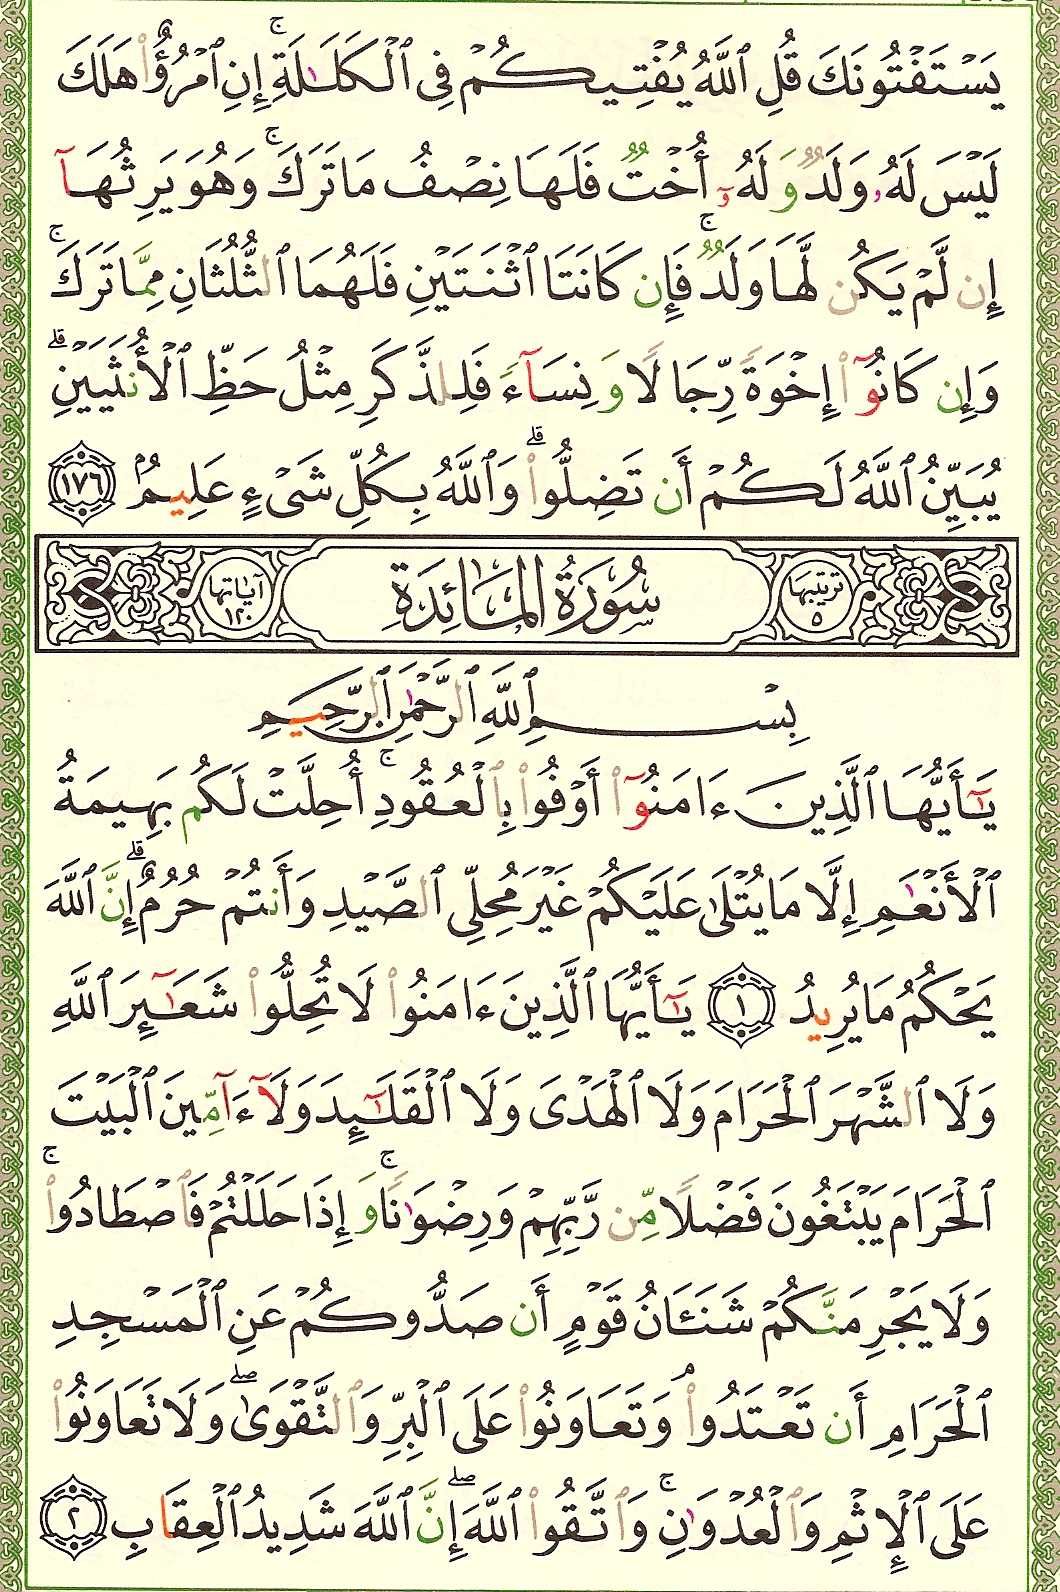 يَسۡتَفۡتُونَكَ قُلِ ٱللَّهُ يُفۡتِيكُمۡ فِي ٱلۡكَلَٰلَةِۚ إِنِ ٱمۡرُؤٌاْ هَلَكَ
لَيۡسَ لَهُۥ وَلَدٞ وَلَهُۥٓ أُخۡتٞ فَلَهَا نِصۡفُ مَا تَرَكَۚ وَهُوَ يَرِثُهَآ
إِن لَّمۡ يَكُن لَّهَا وَلَدٞۚ فَإِن كَانَتَا ٱثۡنَتَيۡنِ فَلَهُمَا ٱلثُّلُثَانِ مِمَّا تَرَكَۚ
وَإِن كَانُوٓاْ إِخۡوَةٗ رِّجَالٗا وَنِسَآءٗ فَلِلذَّكَرِ مِثۡلُ حَظِّ ٱلۡأُنثَيَيۡنِۗ
يُبَيِّنُ ٱللَّهُ لَكُمۡ أَن تَضِلُّواْۗ وَٱللَّهُ بِكُلِّ شَيۡءٍ عَلِيمُۢ ١٧٦
ترتيبها ٥ سُورَةُ المَائِدَة آياتها ١٢٠
بِسۡمِ ٱللَّهِ ٱلرَّحۡمَٰنِ ٱلرَّحِيمِ
يَٰٓأَيُّهَا ٱلَّذِينَ ءَامَنُوٓاْ أَوۡفُواْ بِٱلۡعُقُودِۚ أُحِلَّتۡ لَكُم بَهِيمَةُ
ٱلۡأَنۡعَٰمِ إِلَّا مَا يُتۡلَىٰ عَلَيۡكُمۡ غَيۡرَ مُحِلِّي ٱلصَّيۡدِ وَأَنتُمۡ حُرُمٌۗ إِنَّ ٱللَّهَ
يَحۡكُمُ مَا يُرِيدُ ١ يَٰٓأَيُّهَا ٱلَّذِينَ ءَامَنُواْ لَا تُحِلُّواْ شَعَٰٓئِرَ ٱللَّهِ
وَلَا ٱلشَّهۡرَ ٱلۡحَرَامَ وَلَا ٱلۡهَدۡيَ وَلَا ٱلۡقَلَٰٓئِدَ وَلَآ ءَآمِّينَ ٱلۡبَيۡتَ
ٱلۡحَرَامَ يَبۡتَغُونَ فَضۡلٗا مِّن رَّبِّهِمۡ وَرِضۡوَٰنٗاۚ وَإِذَا حَلَلۡتُمۡ فَٱصۡطَادُواْۚ
وَلَا يَجۡرِمَنَّكُمۡ شَنَـَٔانُ قَوۡمٍ أَن صَدُّوكُمۡ عَنِ ٱلۡمَسۡجِدِ
ٱلۡحَرَامِ أَن تَعۡتَدُواْۘ وَتَعَاوَنُواْ عَلَى ٱلۡبِرِّ وَٱلتَّقۡوَىٰۖ وَلَا تَعَاوَنُواْ
عَلَى ٱلۡإِثۡمِ وَٱلۡعُدۡوَٰنِۚ وَٱتَّقُواْ ٱللَّهَۖ إِنَّ ٱللَّهَ شَدِيدُ ٱلۡعِقَابِ ٢